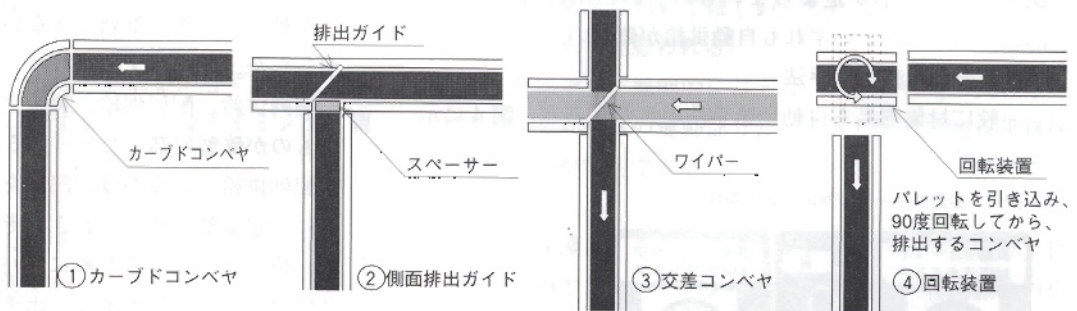 排出ガイド
カーブドコンベヤ
スペーサー
ワイパー
回転装置
パレットを引き込み、
90度回転してから、
排出するコンベヤ
①カーブドコンベヤ
②側面排出ガイド
③交差コンベヤ
④回転装置